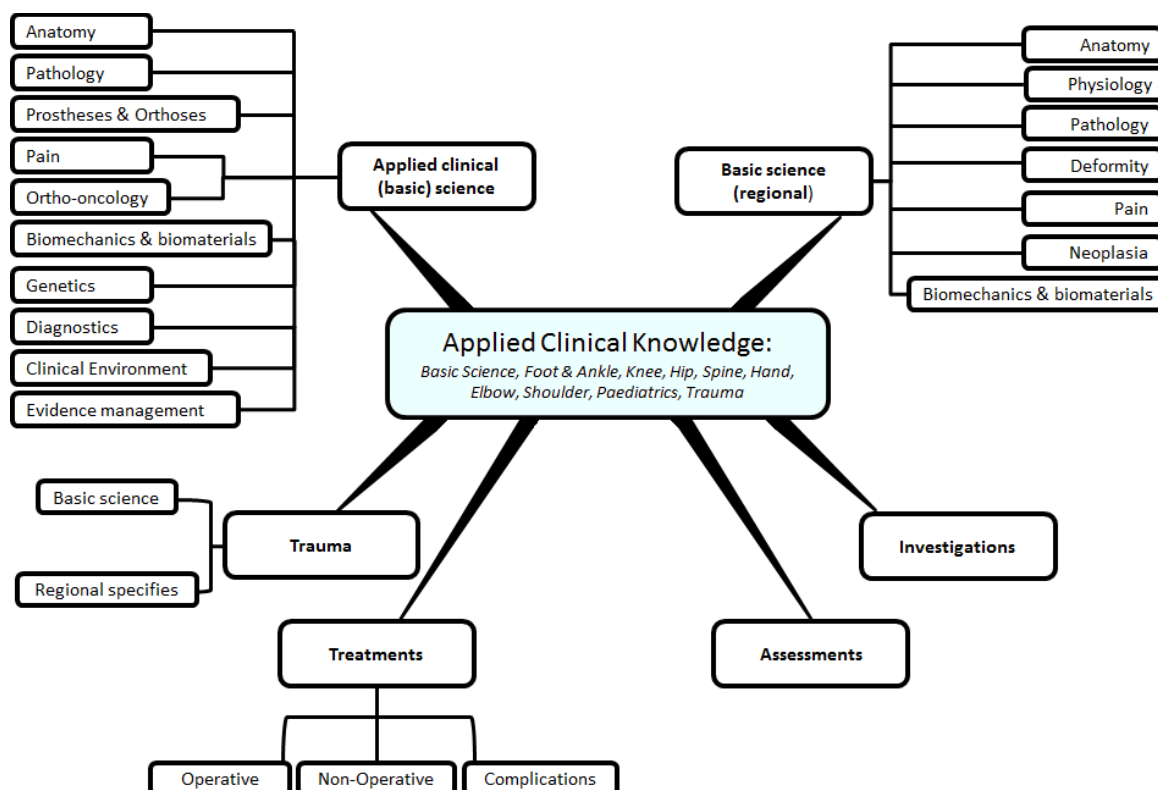 Anatomy
Pathology
Prostheses & Orthoses
Pain
Ortho-oncology
Biomechanics & biomaterials
Genetics
Diagnostics
Clinical Environment
Evidence management
Applied clinical
(basic) science
Basic science
(regional)
Anatomy
Physiology
Pathology
Deformity
Pain
Neoplasia
Biomechanics & biomaterials
Applied Clinical Knowledge:
Basic Science, Foot & Ankle, Knee, Hip, Spine, Hand,
Elbow, Shoulder, Paediatrics, Trauma
Basic science
Regional specifies
Trauma
Investigations
Treatments
Assessments
Operative
Non-Operative
Complications